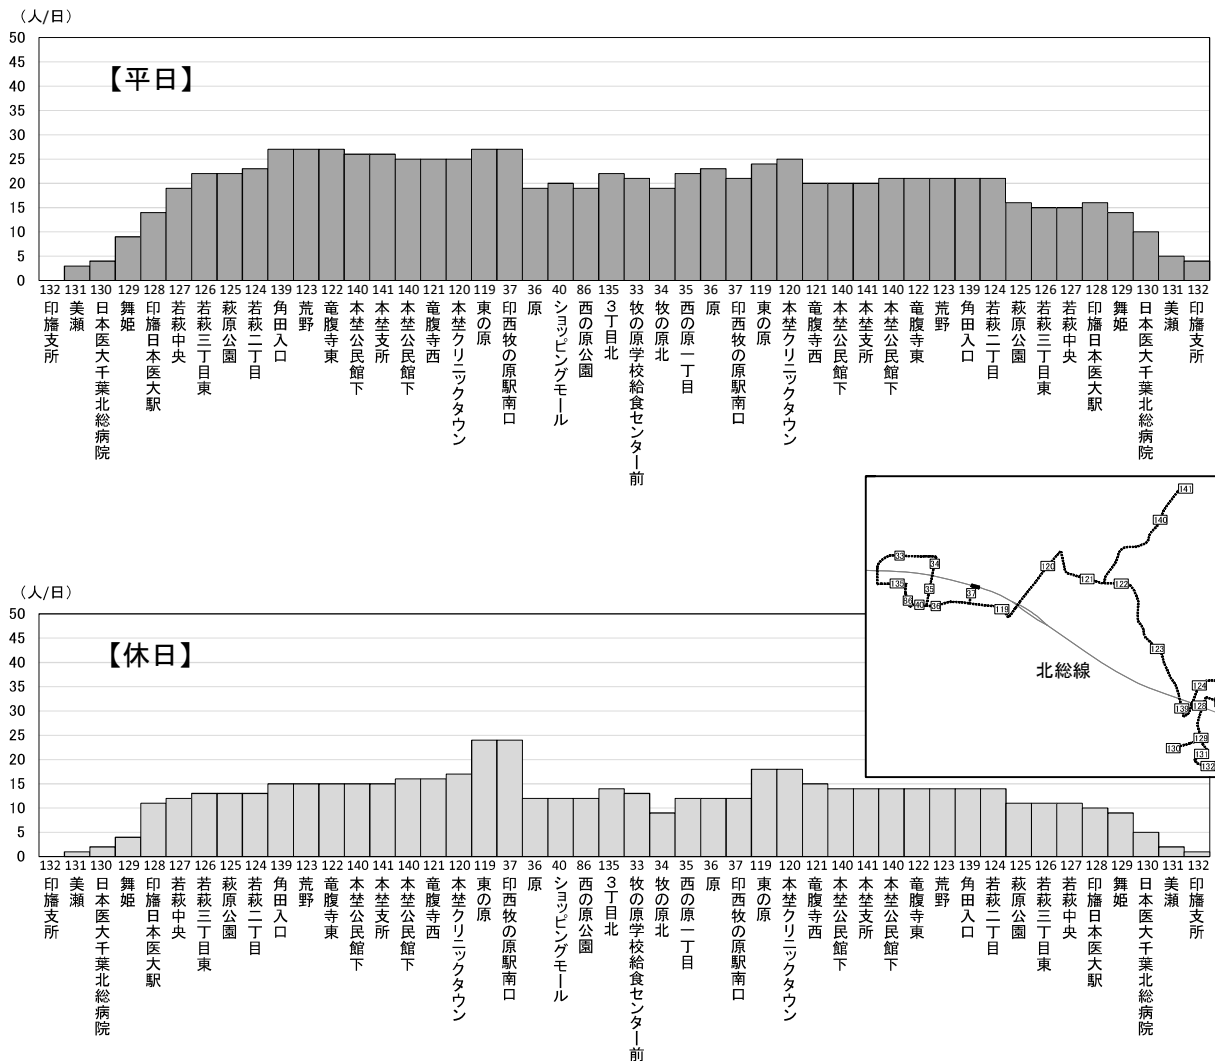 （人/日）
50
45
40
35
30
25
20
15
10
5
0
【平日】
132 131 130 129 128 127 126 125 124 139 123 122 140 141 140 121 120 119 37 36 40 86 135 33 34 35 36 37 119 120 121 140 141 140 122 123 139 124 125 126 127 128 129 130 131 132
印旛支所
美瀬
日本医大千葉北総病院
舞姫
印旛日本医大駅
若萩中央
若萩三丁目東
萩原公園
若萩二丁目
角田入口
荒野
竜腹寺東
本埜公民館下
本埜支所
本埜公民館下
竜腹寺西
本埜クリニックタウン
東の原
印西牧の原駅南口
原
ショッピングモール
西の原公園
３丁目北
牧の原学校給食センター前
牧の原北
西の原一丁目
原
印西牧の原駅南口
東の原
本埜クリニックタウン
竜腹寺西
本埜公民館下
本埜支所
本埜公民館下
竜腹寺東
荒野
角田入口
若萩二丁目
萩原公園
若萩三丁目東
若萩中央
印旛日本医大駅
舞姫
日本医大千葉北総病院
美瀬
印旛支所
141
140
33
34
120
121
122
135
35
86
40
36
37
119
123
北総線
124
139
128
129
130
131
132
（人/日）
50
45
40
35
30
25
20
15
10
5
0
【休日】
132 131 130 129 128 127 126 125 124 139 123 122 140 141 140 121 120 119 37 36 40 86 135 33 34 35 36 37 119 120 121 140 141 140 122 123 139 124 125 126 127 128 129 130 131 132
印旛支所
美瀬
日本医大千葉北総病院
舞姫
印旛日本医大駅
若萩中央
若萩三丁目東
萩原公園
若萩二丁目
角田入口
荒野
竜腹寺東
本埜公民館下
本埜支所
本埜公民館下
竜腹寺西
本埜クリニックタウン
東の原
印西牧の原駅南口
原
ショッピングモール
西の原公園
３丁目北
牧の原学校給食センター前
牧の原北
西の原一丁目
原
印西牧の原駅南口
東の原
本埜クリニックタウン
竜腹寺西
本埜公民館下
本埜支所
本埜公民館下
竜腹寺東
荒野
角田入口
若萩二丁目
萩原公園
若萩三丁目東
若萩中央
印旛日本医大駅
舞姫
日本医大千葉北総病院
美瀬
印旛支所